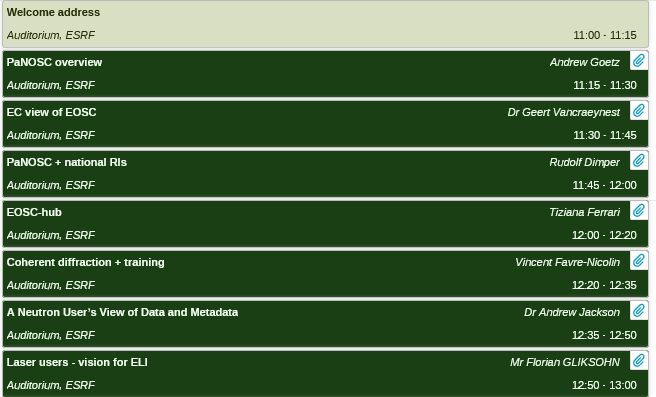 Welcome address
Auditorium, ESRF 11:00 - 11:15
PaNOSC overview Andrew Goetz
Auditorium, ESRF 11:15 - 11:30
EC view of EOSC Dr Geert Vancraeynest
Auditorium, ESRF 11:30 - 11:45
PaNOSC + national RIs Rudolf Dimper
Auditorium, ESRF 11:45 - 12:00
EOSC-hub Tiziana Ferrari
Auditorium, ESRF 12:00 - 12:20
Coherent diffraction + training Vincent Favre-Nicolin
Auditorium, ESRF 12:20 - 12:35
A Neutron User's View of Data and Metadata Dr Andrew Jackson
Auditorium, ESRF 12:35 - 12:50
Laser users - vision for ELI Mr Florian GLIKSOHN
Auditorium, ESRF 12:50 - 13:00